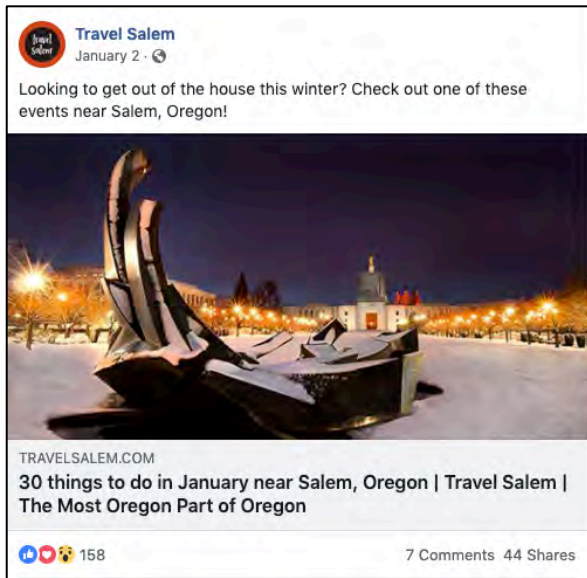 travel
salem
Travel Salem
January 2 ·
Looking to get out of the house this winter? Check out one of these
events near Salem, Oregon!
TRAVELSALEM.COM
30 things to do in January near Salem, Oregon | Travel Salem |
The Most Oregon Part of Oregon
158
7 Comments 44 Shares